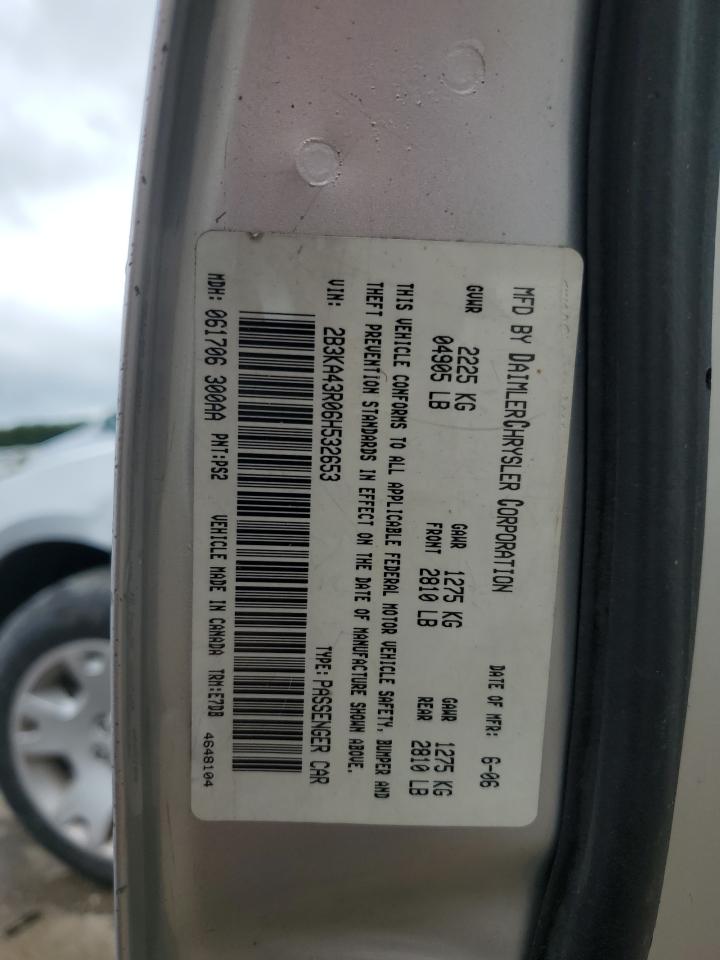 MFD BY DAIMLERCHRYSLER CORPORATION
DATE OF MFR: 6-06
GVWR 2225 KG 04905 LB
GAWR FRONT 1275 KG 2810 LB
GAWR REAR 1275 KG 2810 LB
THIS VEHICLE CONFORMS TO ALL APPLICABLE FEDERAL MOTOR VEHICLE SAFETY, BUMPER AND
THEFT PREVENTION STANDARDS IN EFFECT ON THE DATE OF MANUFACTURE SHOWN ABOVE.
VIN: 2B3KA43R06H532653 TYPE: PASSENGER CAR
MDH: 061706 300AA PNT:PS2 VEHICLE MADE IN CANADA TRM:E7DB
4648104